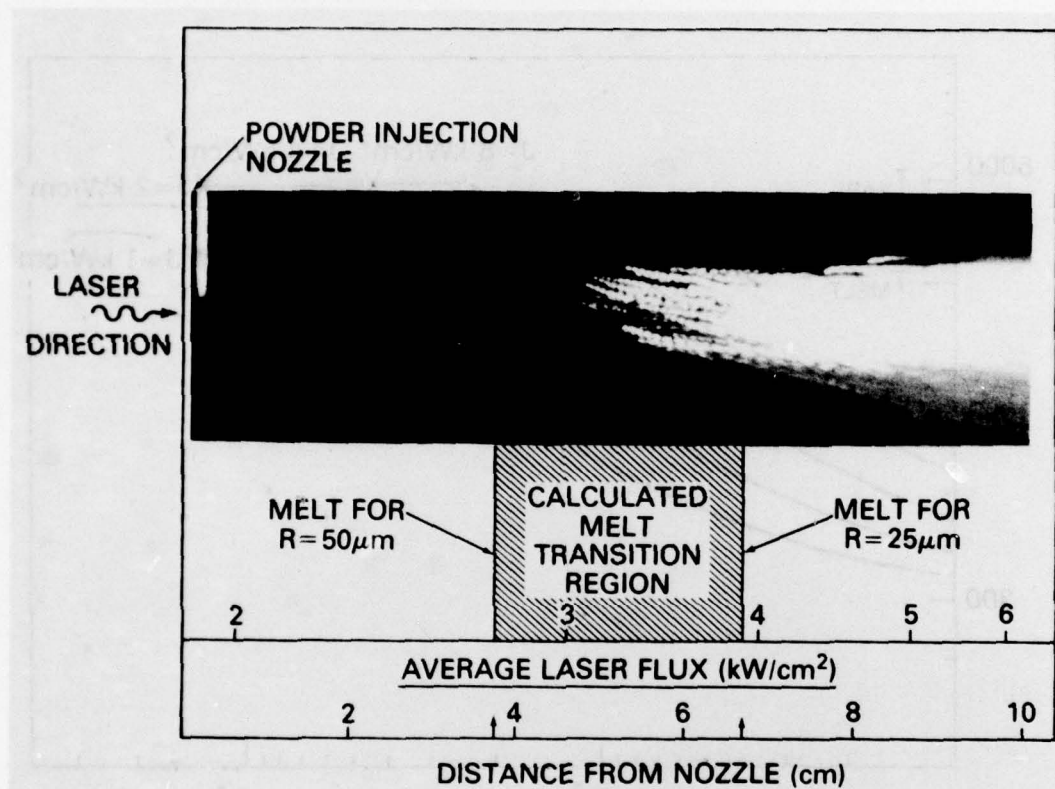 POWDER INJECTION
NOZZLE
LASER
DIRECTION
MELT FOR
R=50μm
CALCULATED
MELT
TRANSITION
REGION
MELT FOR
R=25μm
2 3 4 5 6
AVERAGE LASER FLUX (kW/cm²)
2 4 6 8 10
DISTANCE FROM NOZZLE (cm)